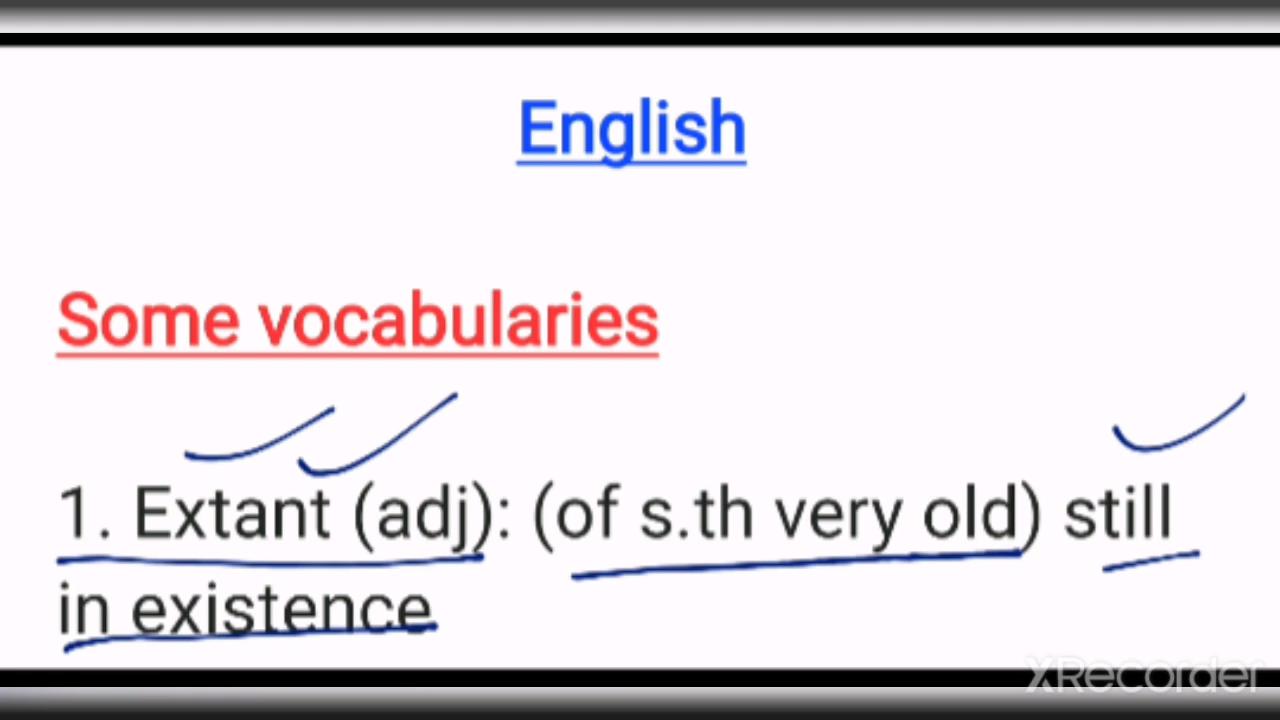 English
Some vocabularies
1. Extant (adj): (of s.th very old) still
in existence
XRecorder